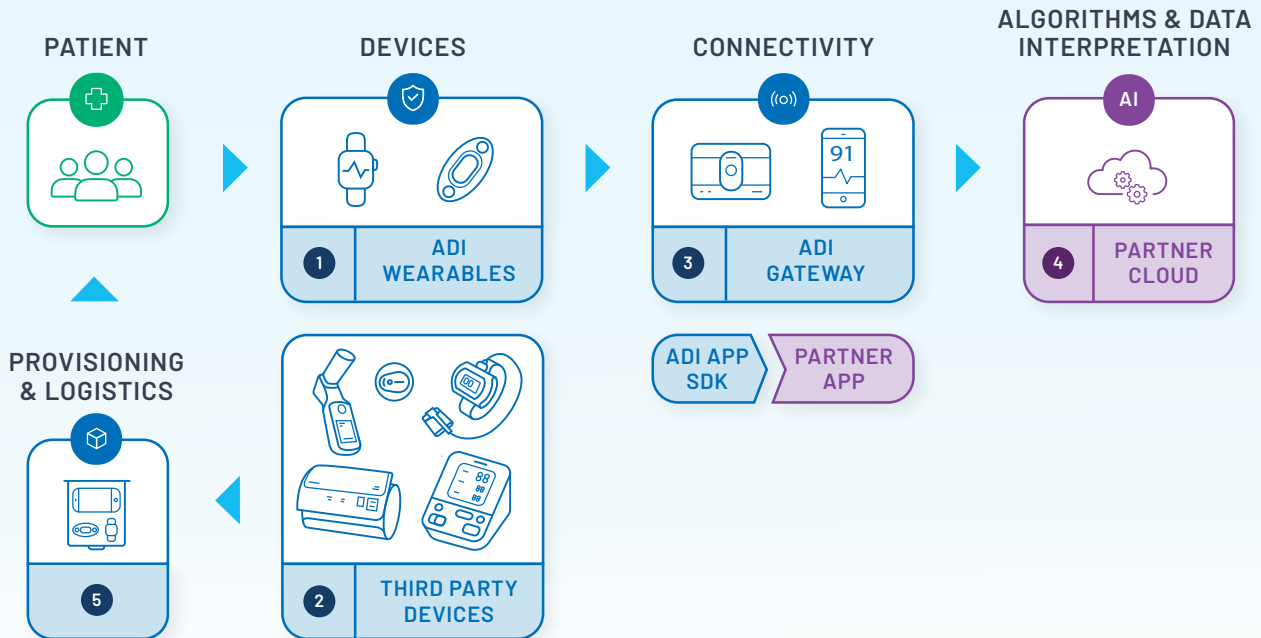 PATIENT
DEVICES
CONNECTIVITY
ALGORITHMS & DATA
INTERPRETATION
AI
91
1
ADI
WEARABLES
3
ADI
GATEWAY
4
PARTNER
CLOUD
PROVISIONING
& LOGISTICS
ADI APP
SDK
PARTNER
APP
00
88
88
88
5
2
THIRD PARTY
DEVICES